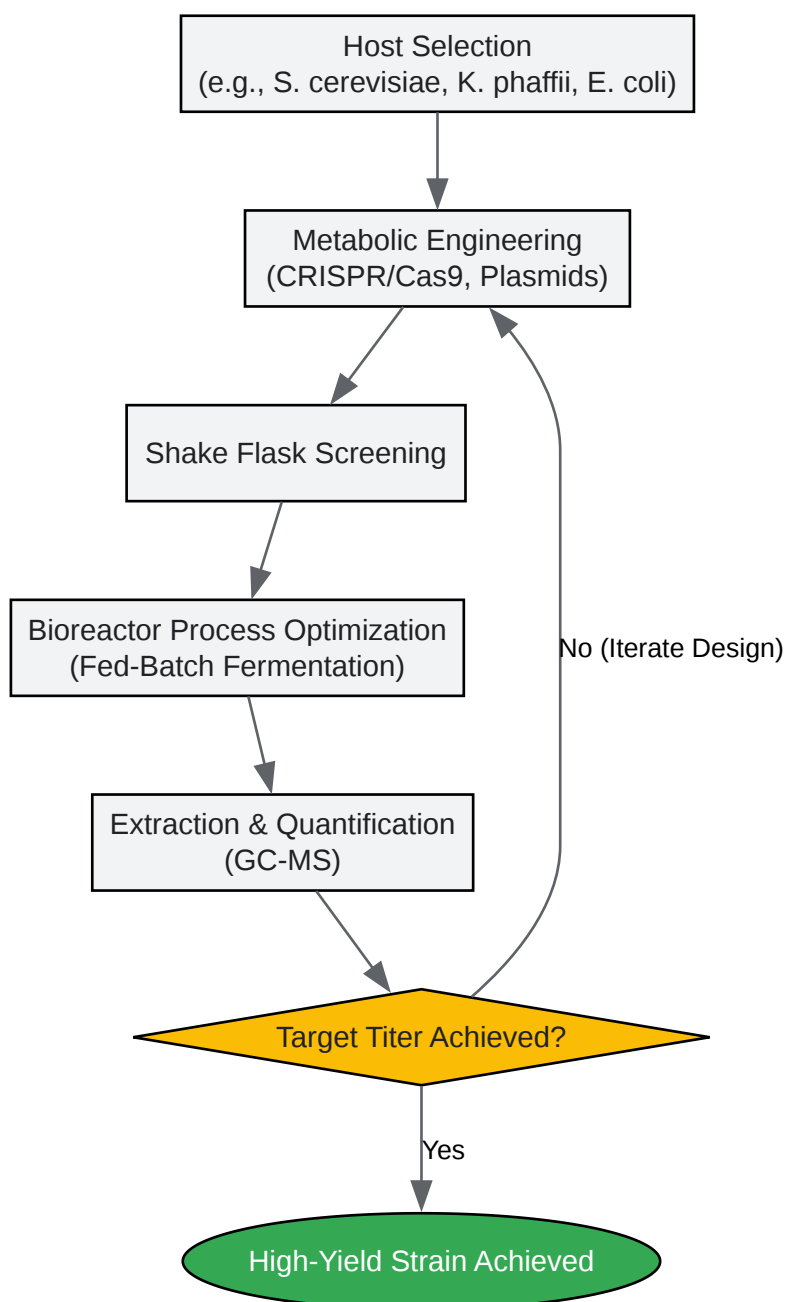 Host Selection
(e.g., S. cerevisiae, K. phaffii, E. coli)
Metabolic Engineering
(CRISPR/Cas9, Plasmids)
Shake Flask Screening
Bioreactor Process Optimization
(Fed-Batch Fermentation)
No (Iterate Design)
Extraction & Quantification
(GC-MS)
Target Titer Achieved?
Yes
High-Yield Strain Achieved